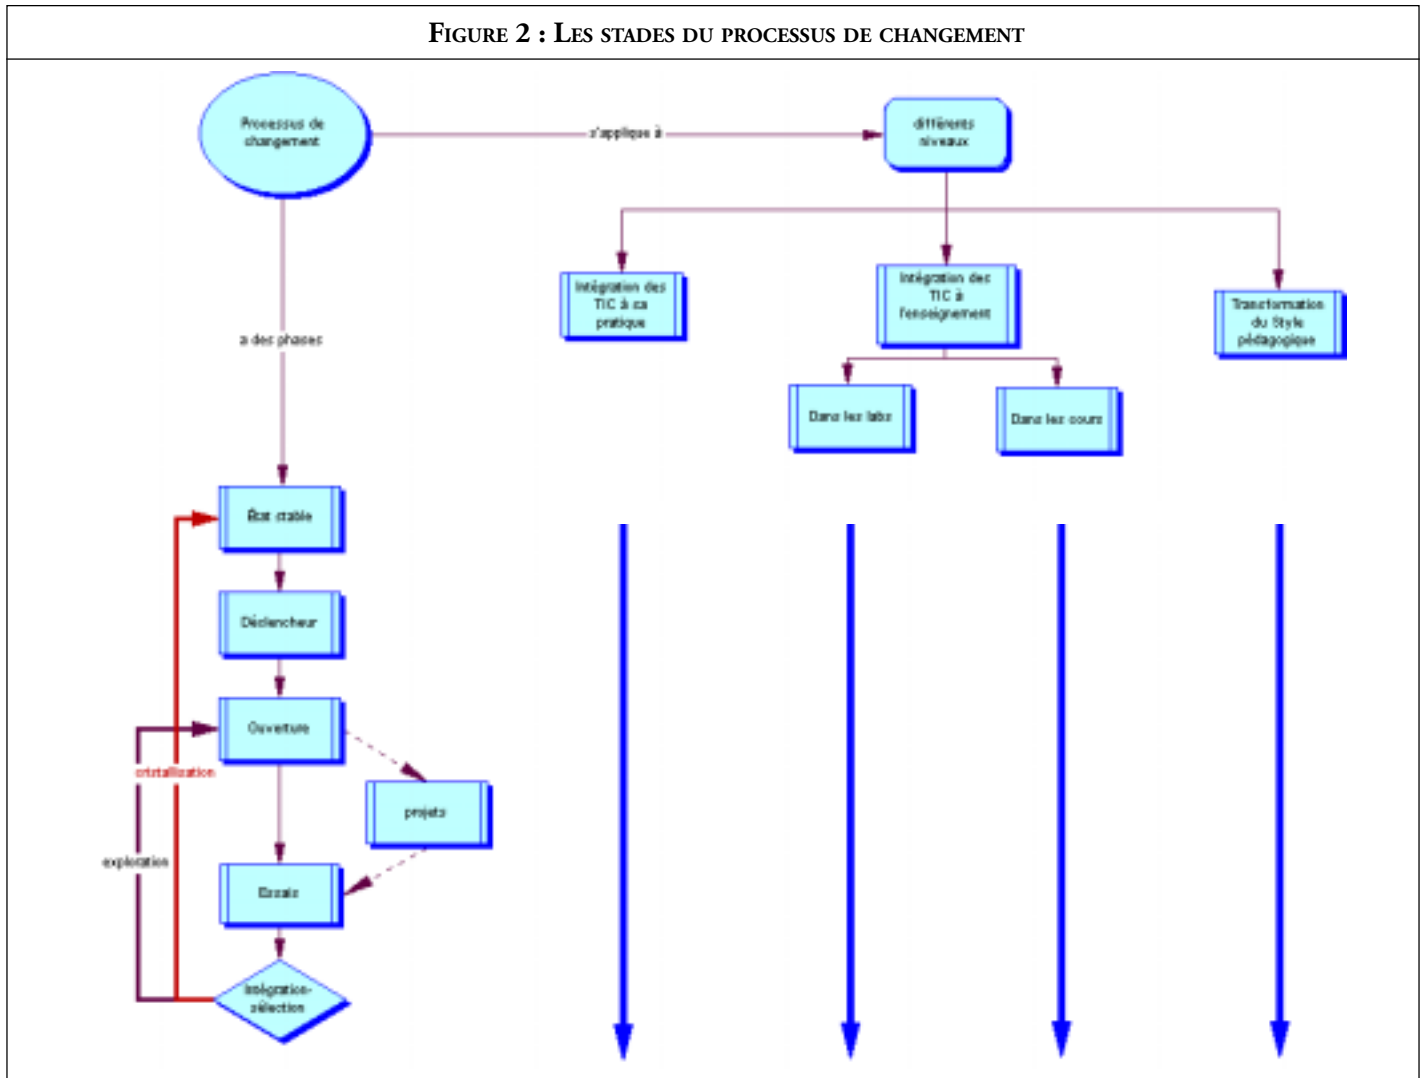 FIGURE 2 : LES STADES DU PROCESSUS DE CHANGEMENT
Processus de
changement
s'applique à
différents
niveaux
Intégration des
TIC à sa
pratique
Intégration des
TIC à
l'enseignement
Transformation
du Style
pédagogique
a des phases
Dans les labs
Dans les cours
État stable
Déclencheur
Ouverture
cristallisation
projets
exploration
Essais
Intégration-
sélection